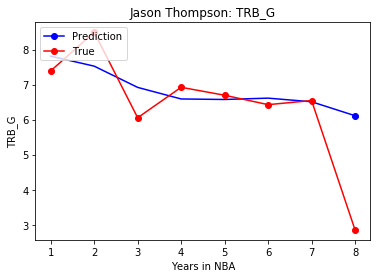 Jason Thompson: TRB_G
Prediction
True
8
7
6
5
4
3
TRB_G
1 2 3 4 5 6 7 8
Years in NBA